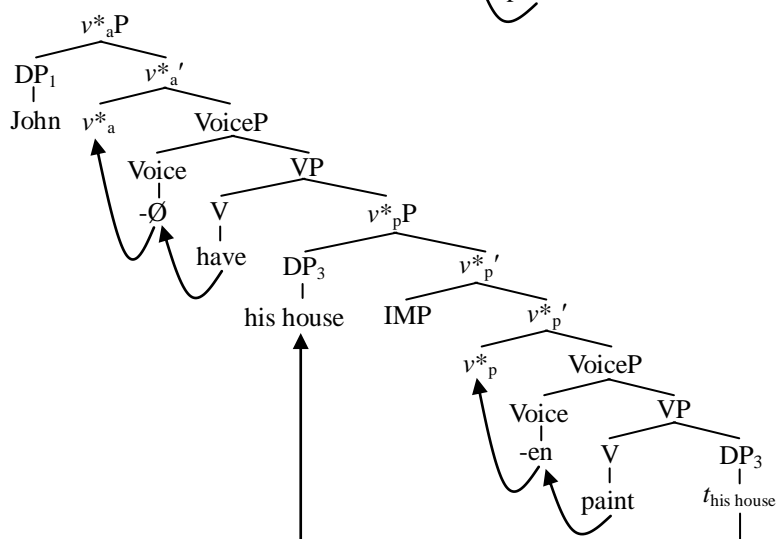 v*ₐP
DP₁ v*ₐ′
John v*ₐ VoiceP
Voice VP
-Ø V v*ₚP
have DP₃ v*ₚ′
his house IMP v*ₚ′
v*ₚ VoiceP
Voice VP
-en V DP₃
paint t his house